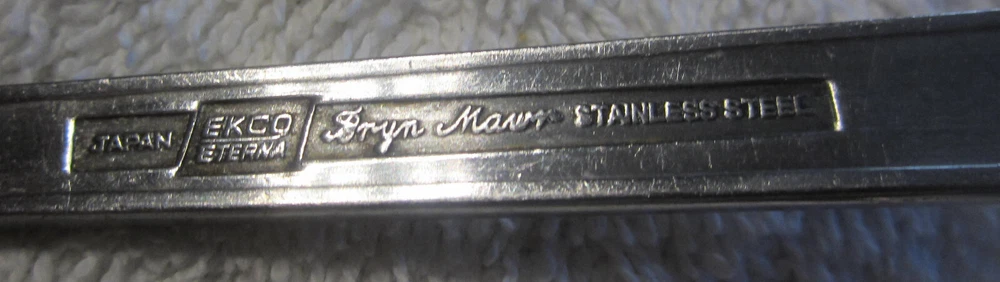 JAPAN
EKCO
ETERNA
Bryn Mawr
STAINLESS STEEL